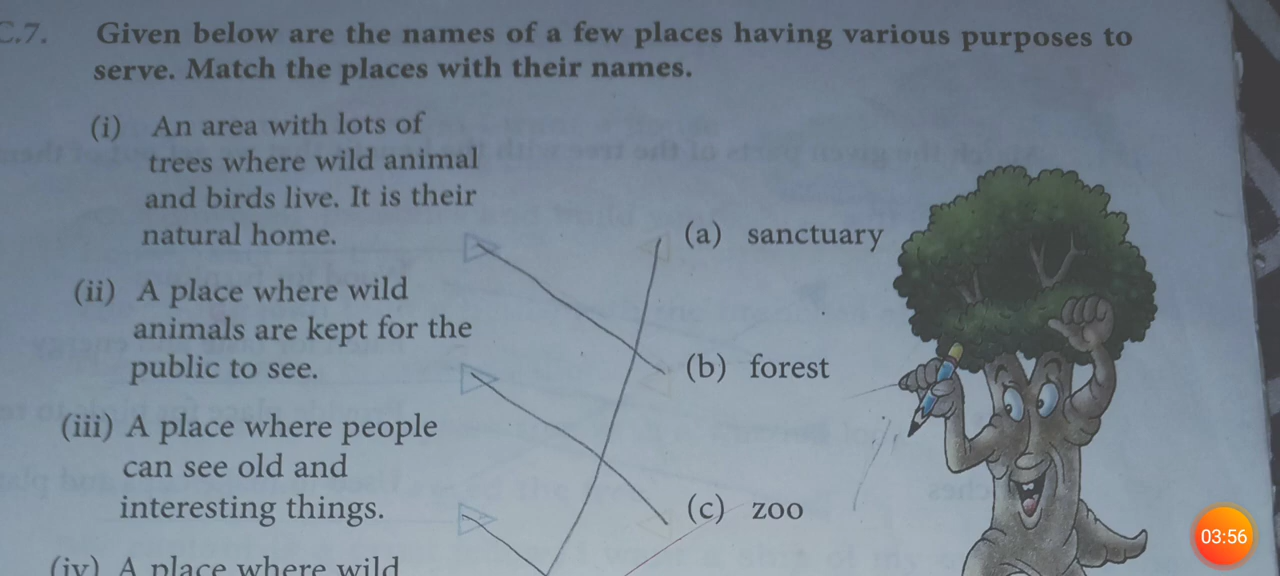 C.7. Given below are the names of a few places having various purposes to
serve. Match the places with their names.
(i) An area with lots of
trees where wild animal
and birds live. It is their
natural home.
(a) sanctuary
(ii) A place where wild
animals are kept for the
public to see.
(b) forest
(iii) A place where people
can see old and
interesting things.
(c) zoo
(iv) A place where wild
03:56